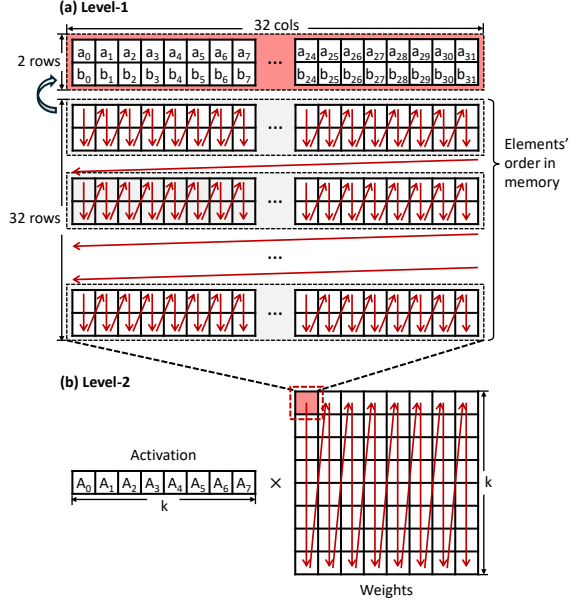 (a) Level-1
32 cols
2 rows
a0 a1 a2 a3 a4 a5 a6 a7 ... a24 a25 a26 a27 a28 a29 a30 a31
b0 b1 b2 b3 b4 b5 b6 b7 b24 b25 b26 b27 b28 b29 b30 b31
...
Elements'
order in
memory
...
32 rows
...
...
(b) Level-2
Activation
A0 A1 A2 A3 A4 A5 A6 A7 ×
k
k
Weights